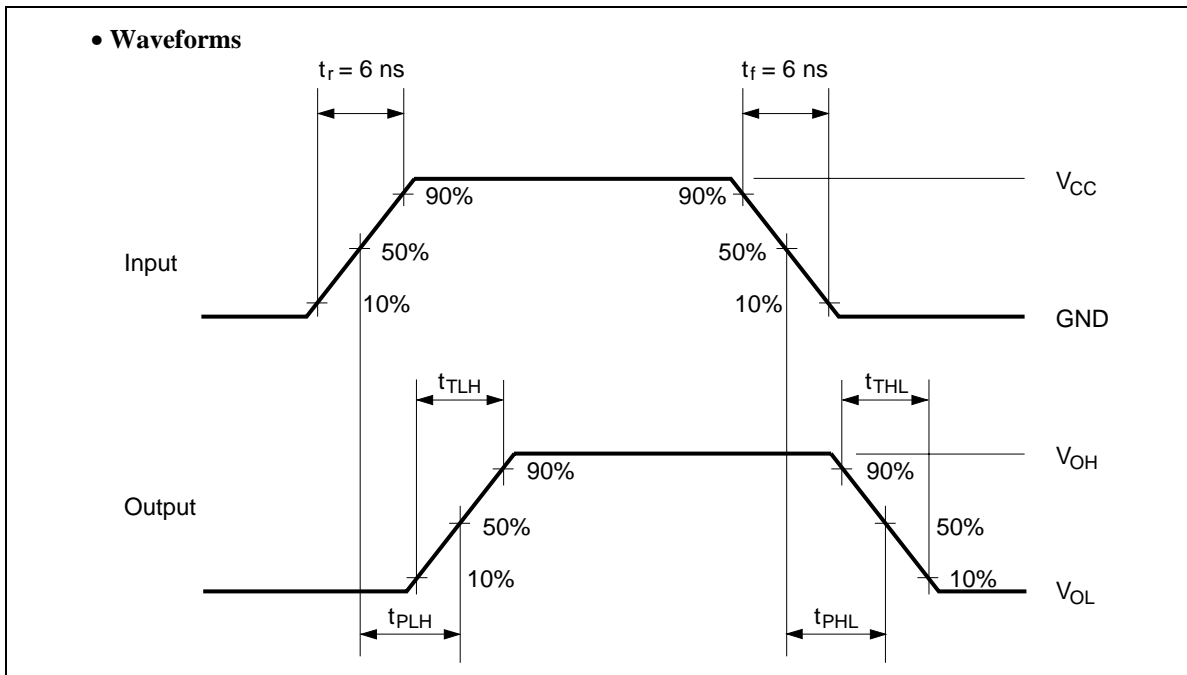 • Waveforms
tr = 6 ns
tf = 6 ns
90%
90%
VCC
Input
50%
50%
10%
10%
GND
tTLH
tTHL
90%
90%
VOH
Output
50%
50%
10%
10%
VOL
tPLH
tPHL